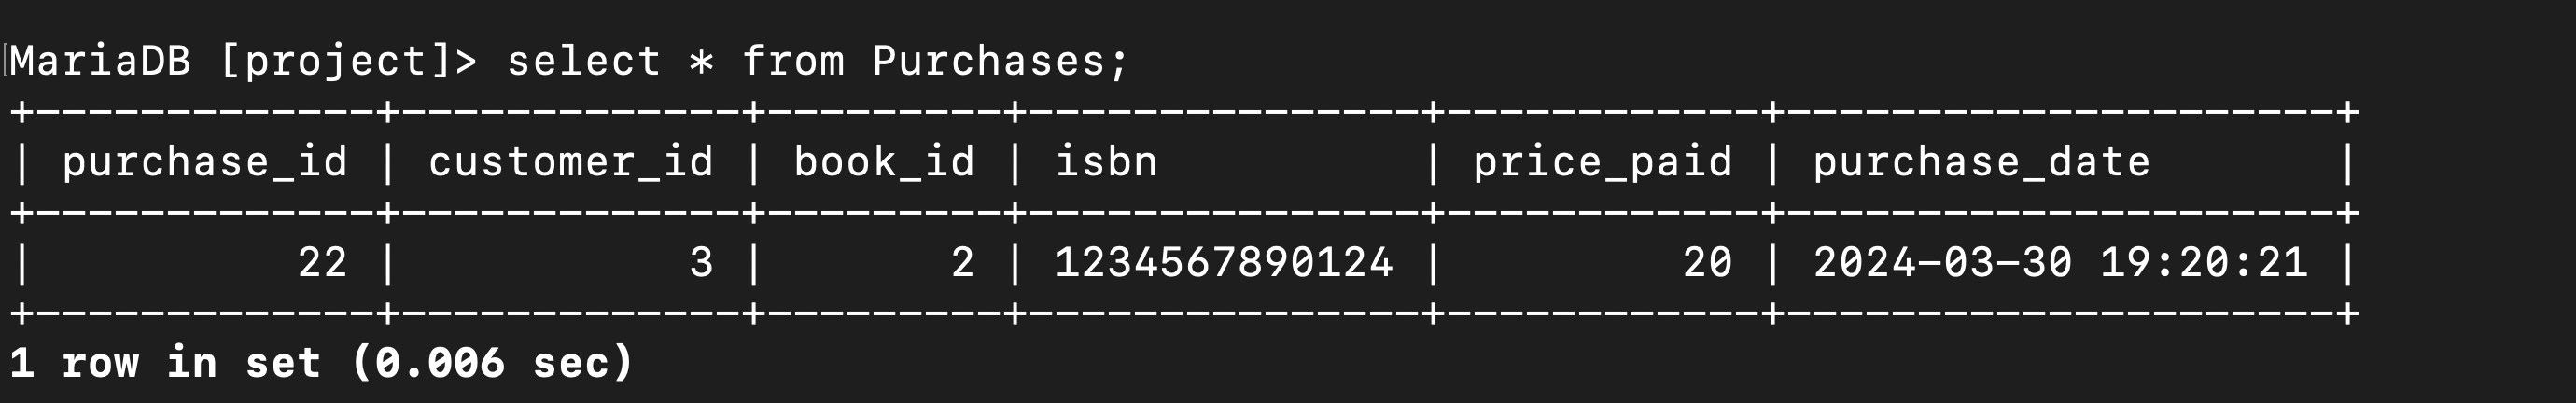 MariaDB [project]> select * from Purchases;
+-------------+-------------+---------+---------------+------------+---------------------+
| purchase_id | customer_id | book_id | isbn          | price_paid | purchase_date       |
+-------------+-------------+---------+---------------+------------+---------------------+
|          22 |           3 |       2 | 1234567890124 |         20 | 2024-03-30 19:20:21 |
+-------------+-------------+---------+---------------+------------+---------------------+
1 row in set (0.006 sec)